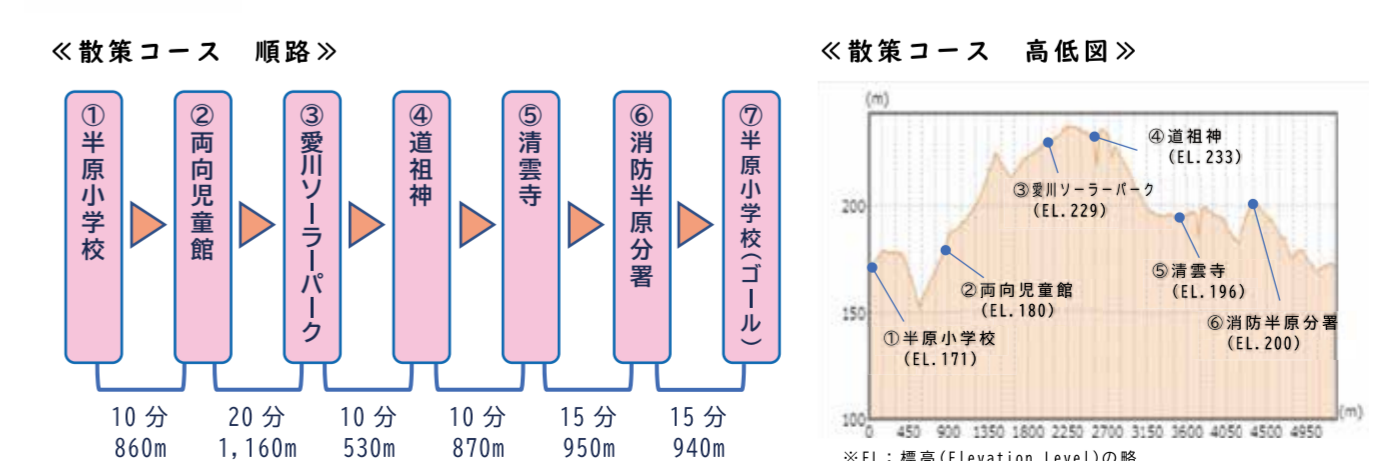 ≪散策コース 順路≫
①半原小学校
②両向児童館
③愛川ソーラーパーク
④道祖神
⑤清雲寺
⑥消防半原分署
⑦半原小学校(ゴール)
10分
860m
20分
1,160m
10分
530m
10分
870m
15分
950m
15分
940m
≪散策コース 高低図≫
(m)
200
150
100
④道祖神
(EL.233)
③愛川ソーラーパーク
(EL.229)
②両向児童館
(EL.180)
①半原小学校
(EL.171)
⑤清雲寺
(EL.196)
⑥消防半原分署
(EL.200)
(m)
0 450 900 1350 1800 2250 2700 3150 3600 4050 4500 4950
※EL：標高(Elevation Level)の略